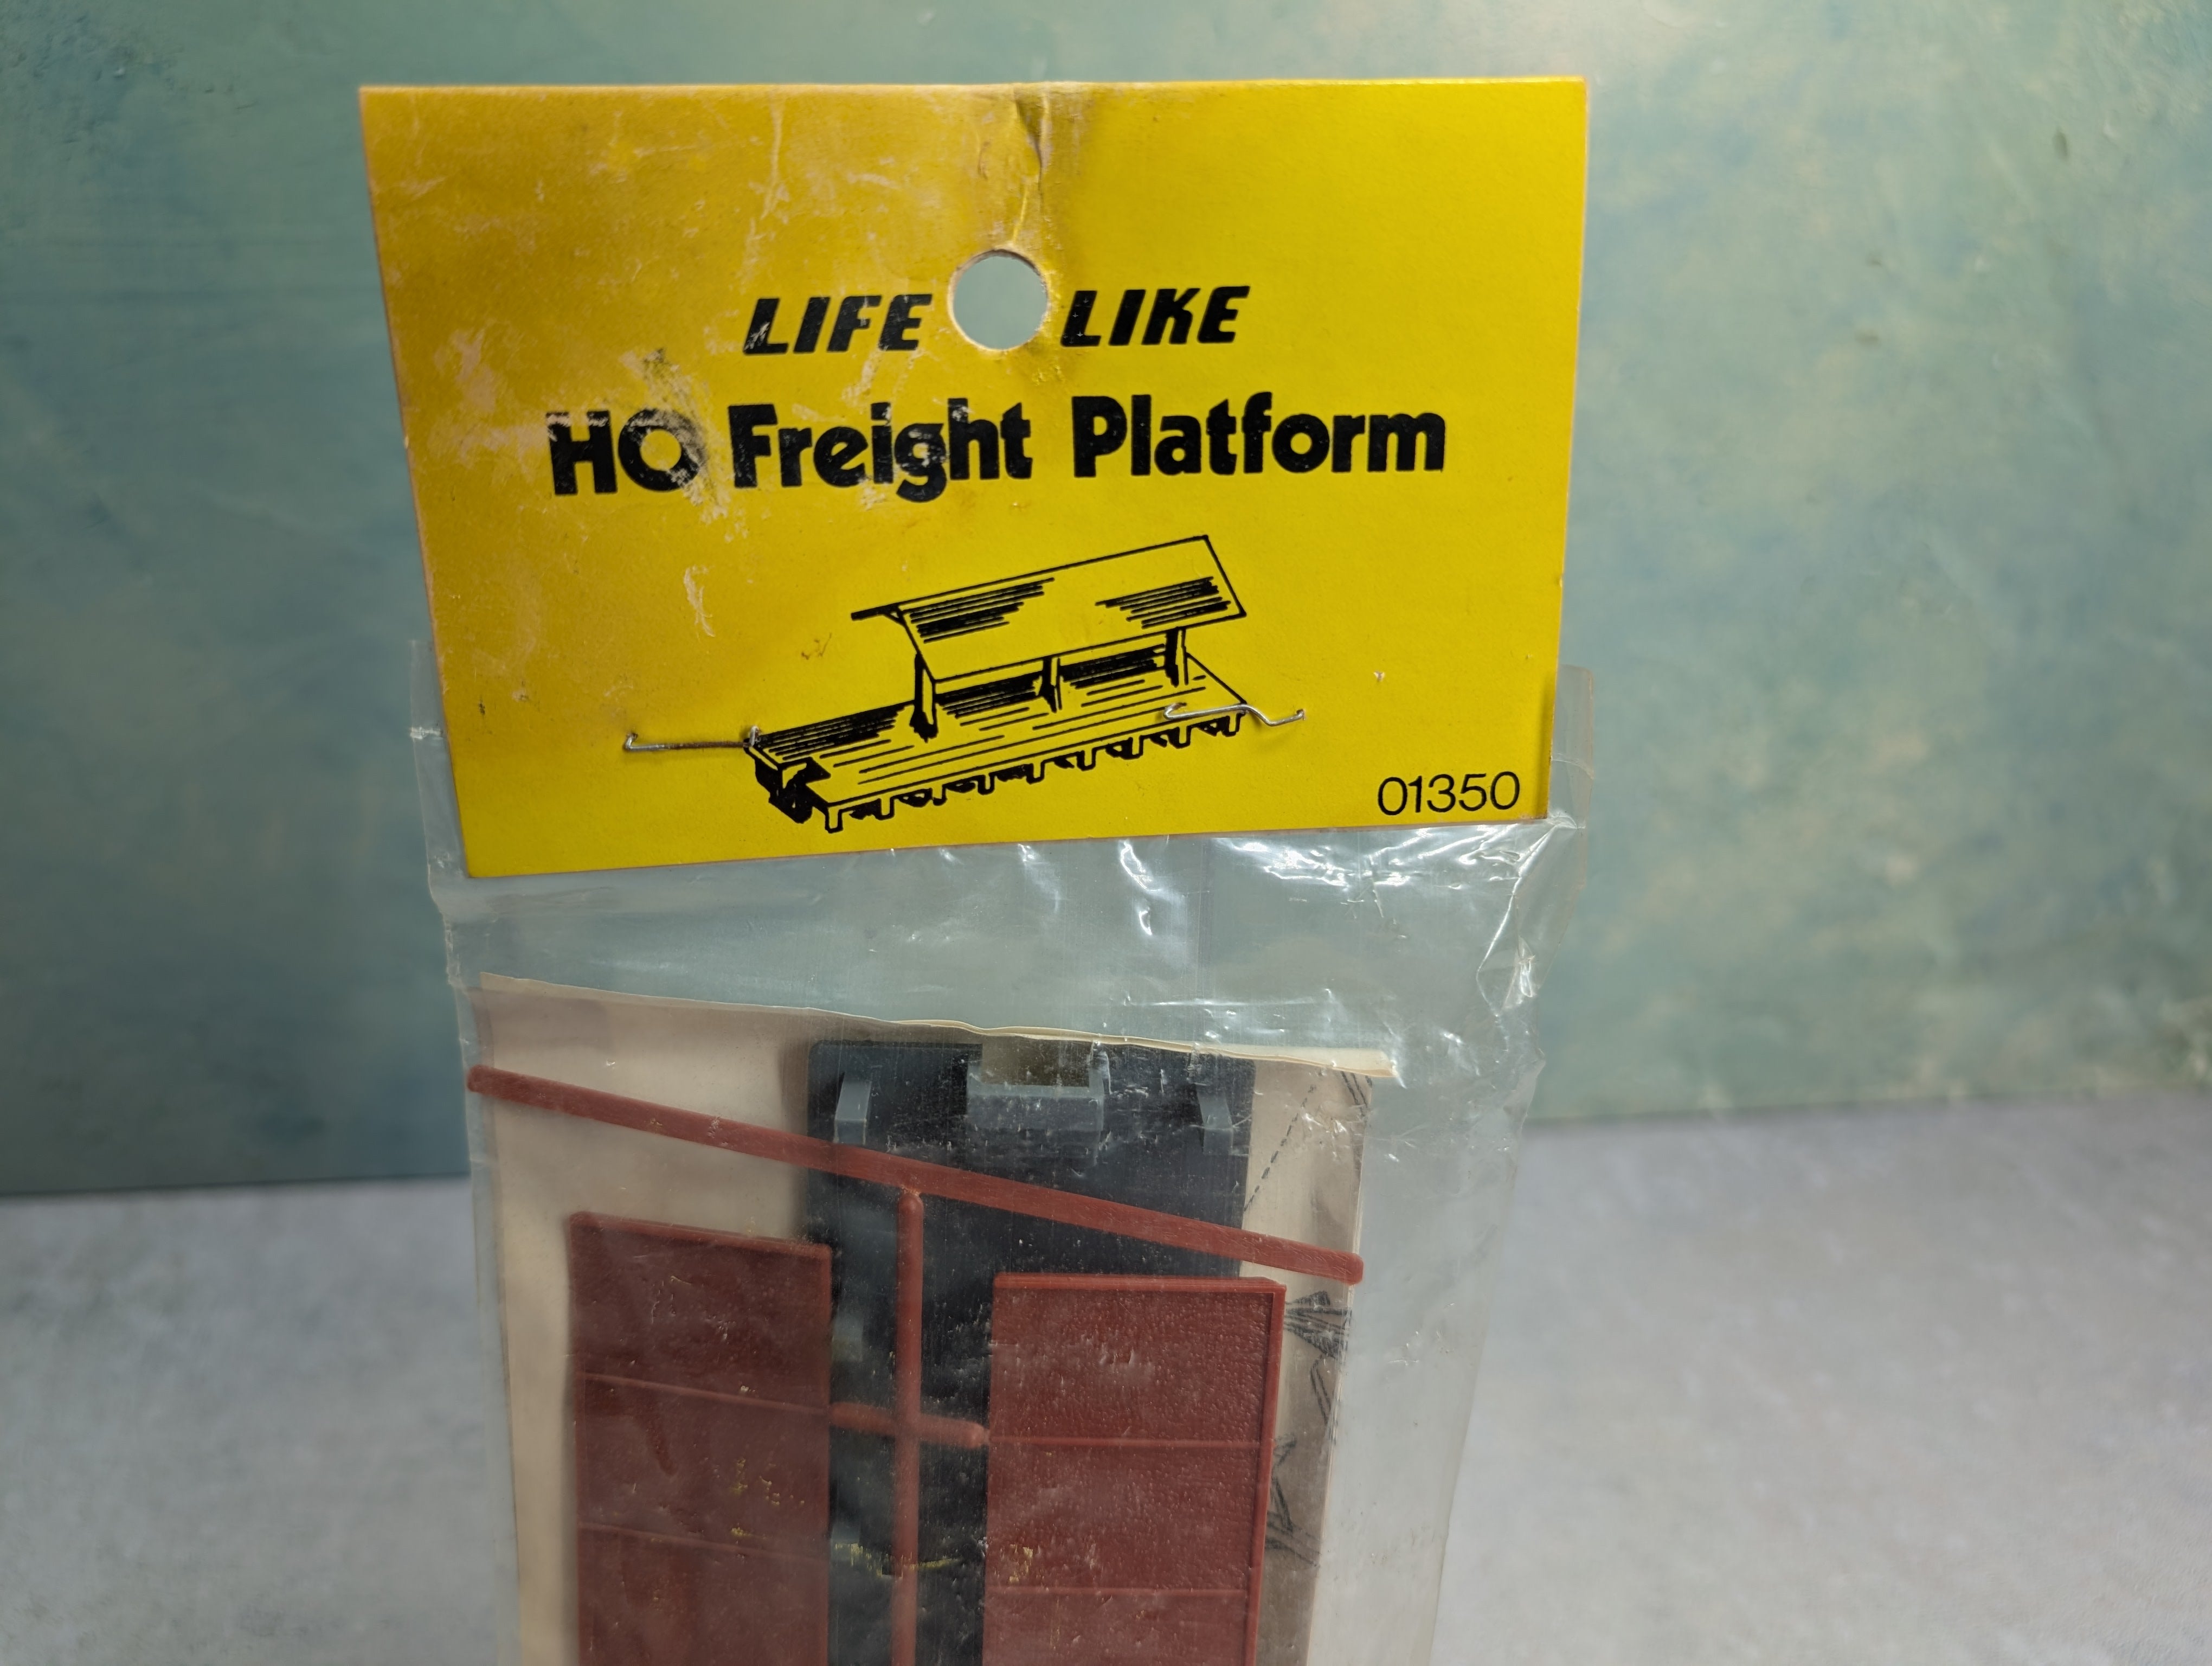 LIFE LIKE
HO Freight Platform
01350